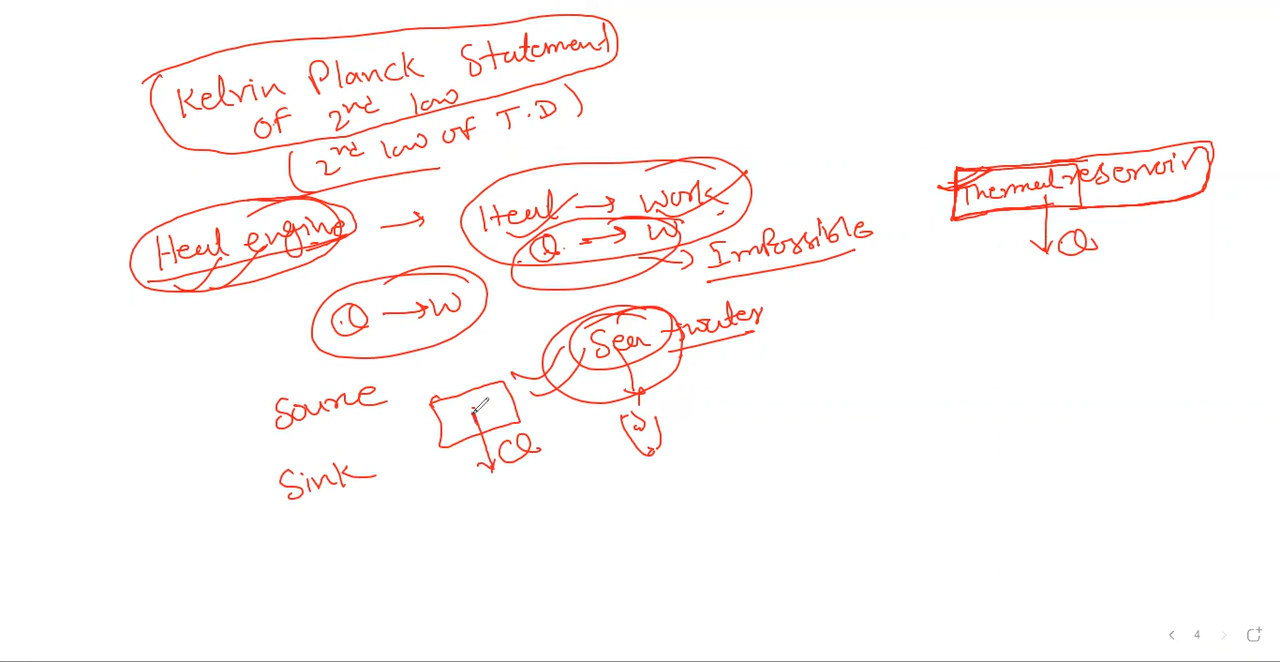 Kelvin Planck Statement
of 2nd law
(2nd law of T.D)
Thermal reservoir
Q
Heat engine → Heat → Work
Q → W → Impossible
Q → W
Sea water
Source
Q
Sink
4